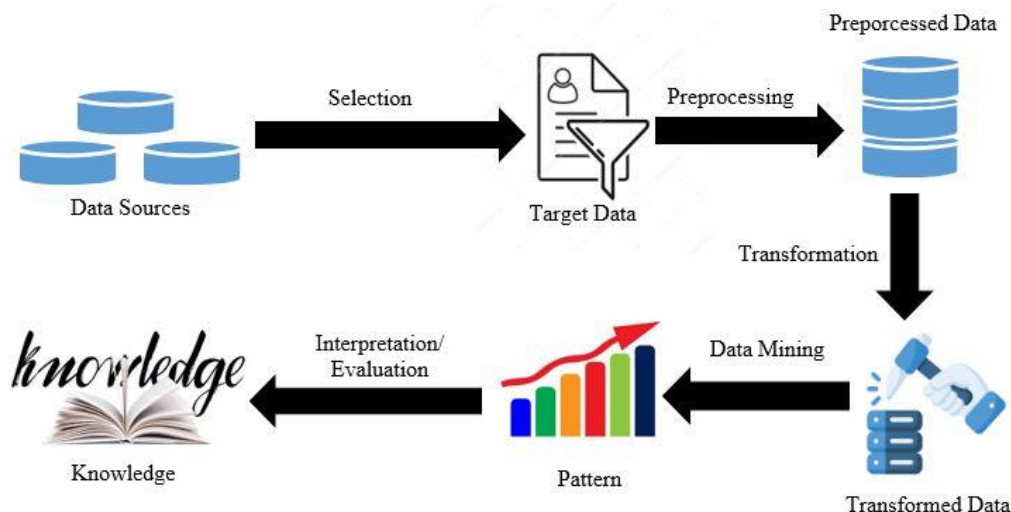 Preporcessed Data
Selection
Preprocessing
Data Sources
Target Data
Transformation
knowledge
Interpretation/
Evaluation
Data Mining
Knowledge
Pattern
Transformed Data